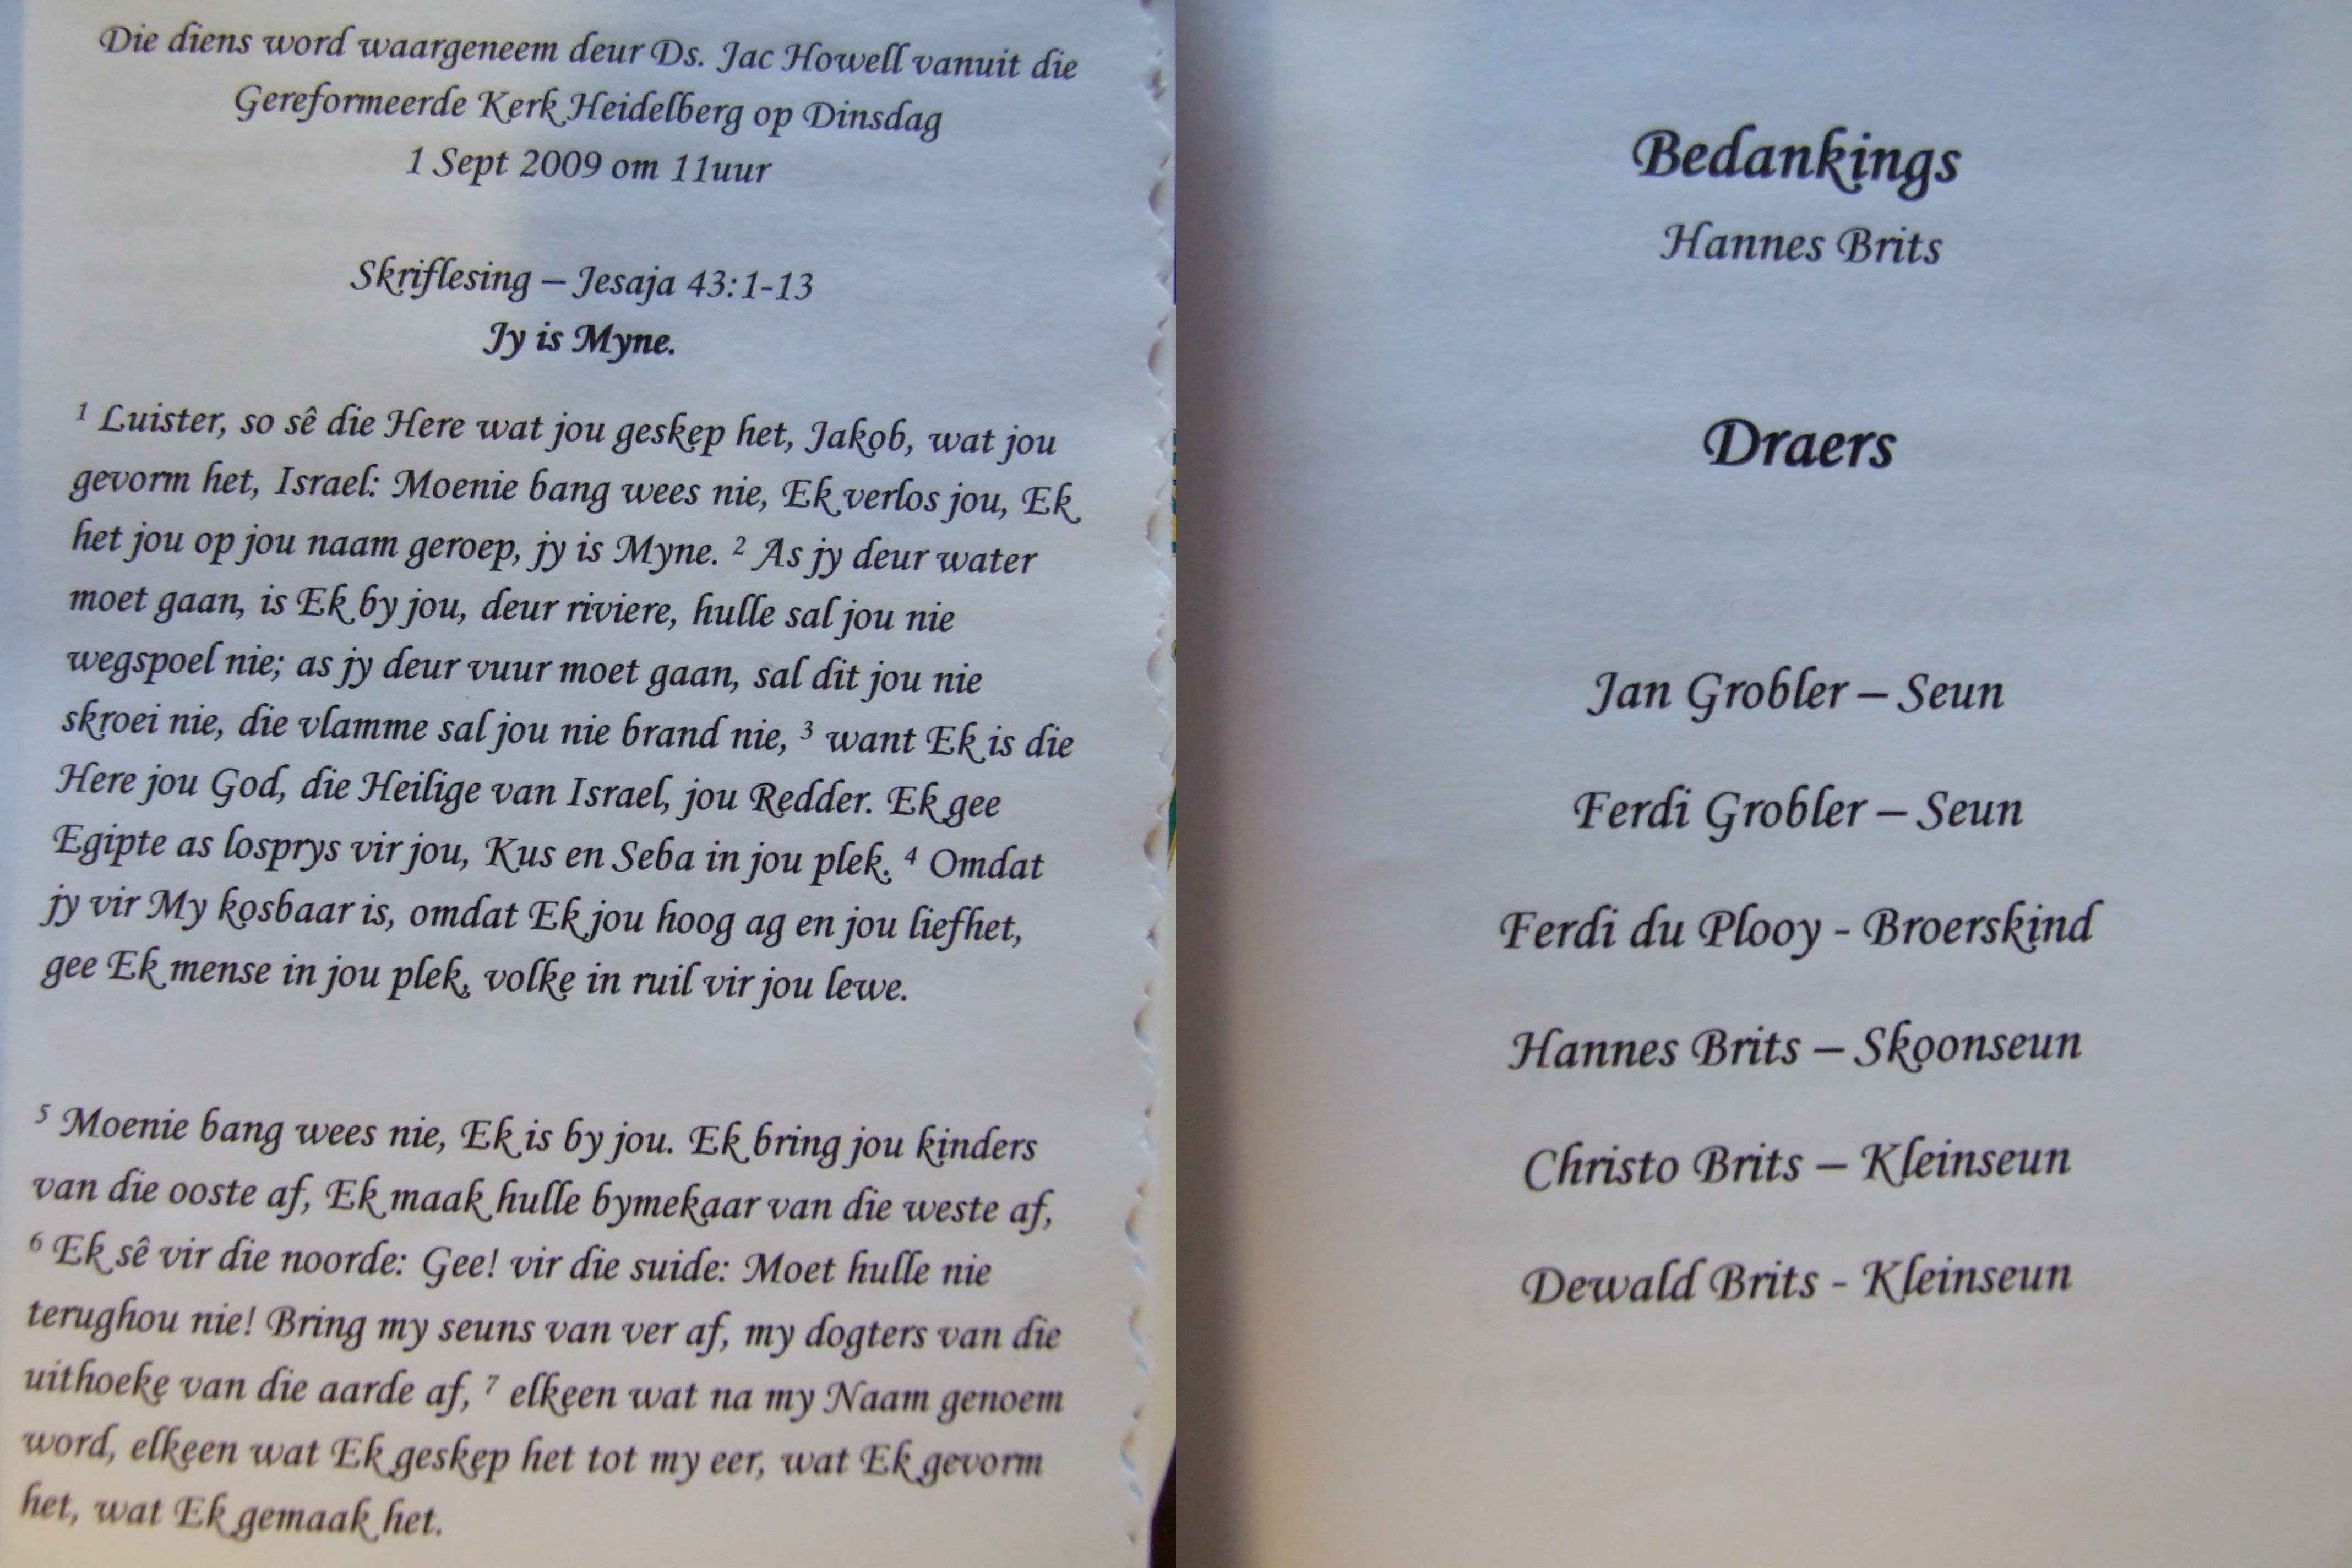 Die diens word waargeneem deur Ds. Jac Howell vanuit die
Gereformeerde Kerk Heidelberg op Dinsdag
1 Sept 2009 om 11uur
Skriflesing – Jesaja 43:1-13
Jy is Myne.
1 Luister, so sê die Here wat jou geskep het, Jakob, wat jou
gevorm het, Israel: Moenie bang wees nie, Ek verlos jou, Ek
het jou op jou naam geroep, jy is Myne. 2 As jy deur water
moet gaan, is Ek by jou, deur riviere, hulle sal jou nie
wegspoel nie; as jy deur vuur moet gaan, sal dit jou nie
skroei nie, die vlamme sal jou nie brand nie, 3 want Ek is die
Here jou God, die Heilige van Israel, jou Redder. Ek gee
Egipte as losprys vir jou, Kus en Seba in jou plek. 4 Omdat
jy vir My kosbaar is, omdat Ek jou hoog ag en jou liefhet,
gee Ek mense in jou plek, volke in ruil vir jou lewe.
5 Moenie bang wees nie, Ek is by jou. Ek bring jou kinders
van die ooste af, Ek maak hulle bymekaar van die weste af,
6 Ek sê vir die noorde: Gee! vir die suide: Moet hulle nie
terughou nie! Bring my seuns van ver af, my dogters van die
uithoeke van die aarde af, 7 elkeen wat na my Naam genoem
word, elkeen wat Ek geskep het tot my eer, wat Ek gevorm
het, wat Ek gemaak het.
Bedankings
Hannes Brits
Draers
Jan Grobler – Seun
Ferdi Grobler – Seun
Ferdi du Plooy - Broerskind
Hannes Brits – Skoonseun
Christo Brits – Kleinseun
Dewald Brits - Kleinseun